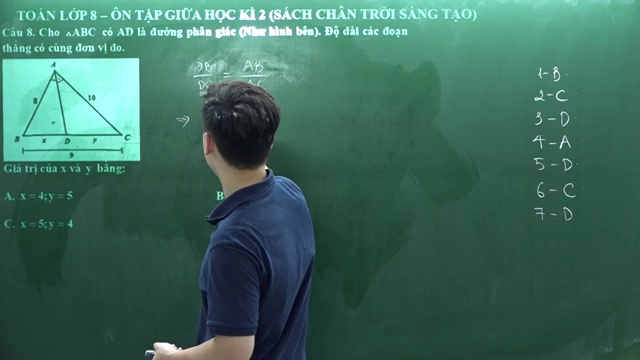 TOÁN LỚP 8 – ÔN TẬP GIỮA HỌC KÌ 2 (SÁCH CHÂN TRỜI SÁNG TẠO)
Câu 8. Cho ▵ABC có AD là đường phân giác (Như hình bên). Độ dài các đoạn
thẳng có cùng đơn vị đo.
A
8 10
B x D y C
9
DB/DC = AB/AC
⇒
Giá trị của x và y bằng:
A. x = 4; y = 5
B
C. x = 5; y = 4
1 - B
2 - C
3 - D
4 - A
5 - D
6 - C
7 - D